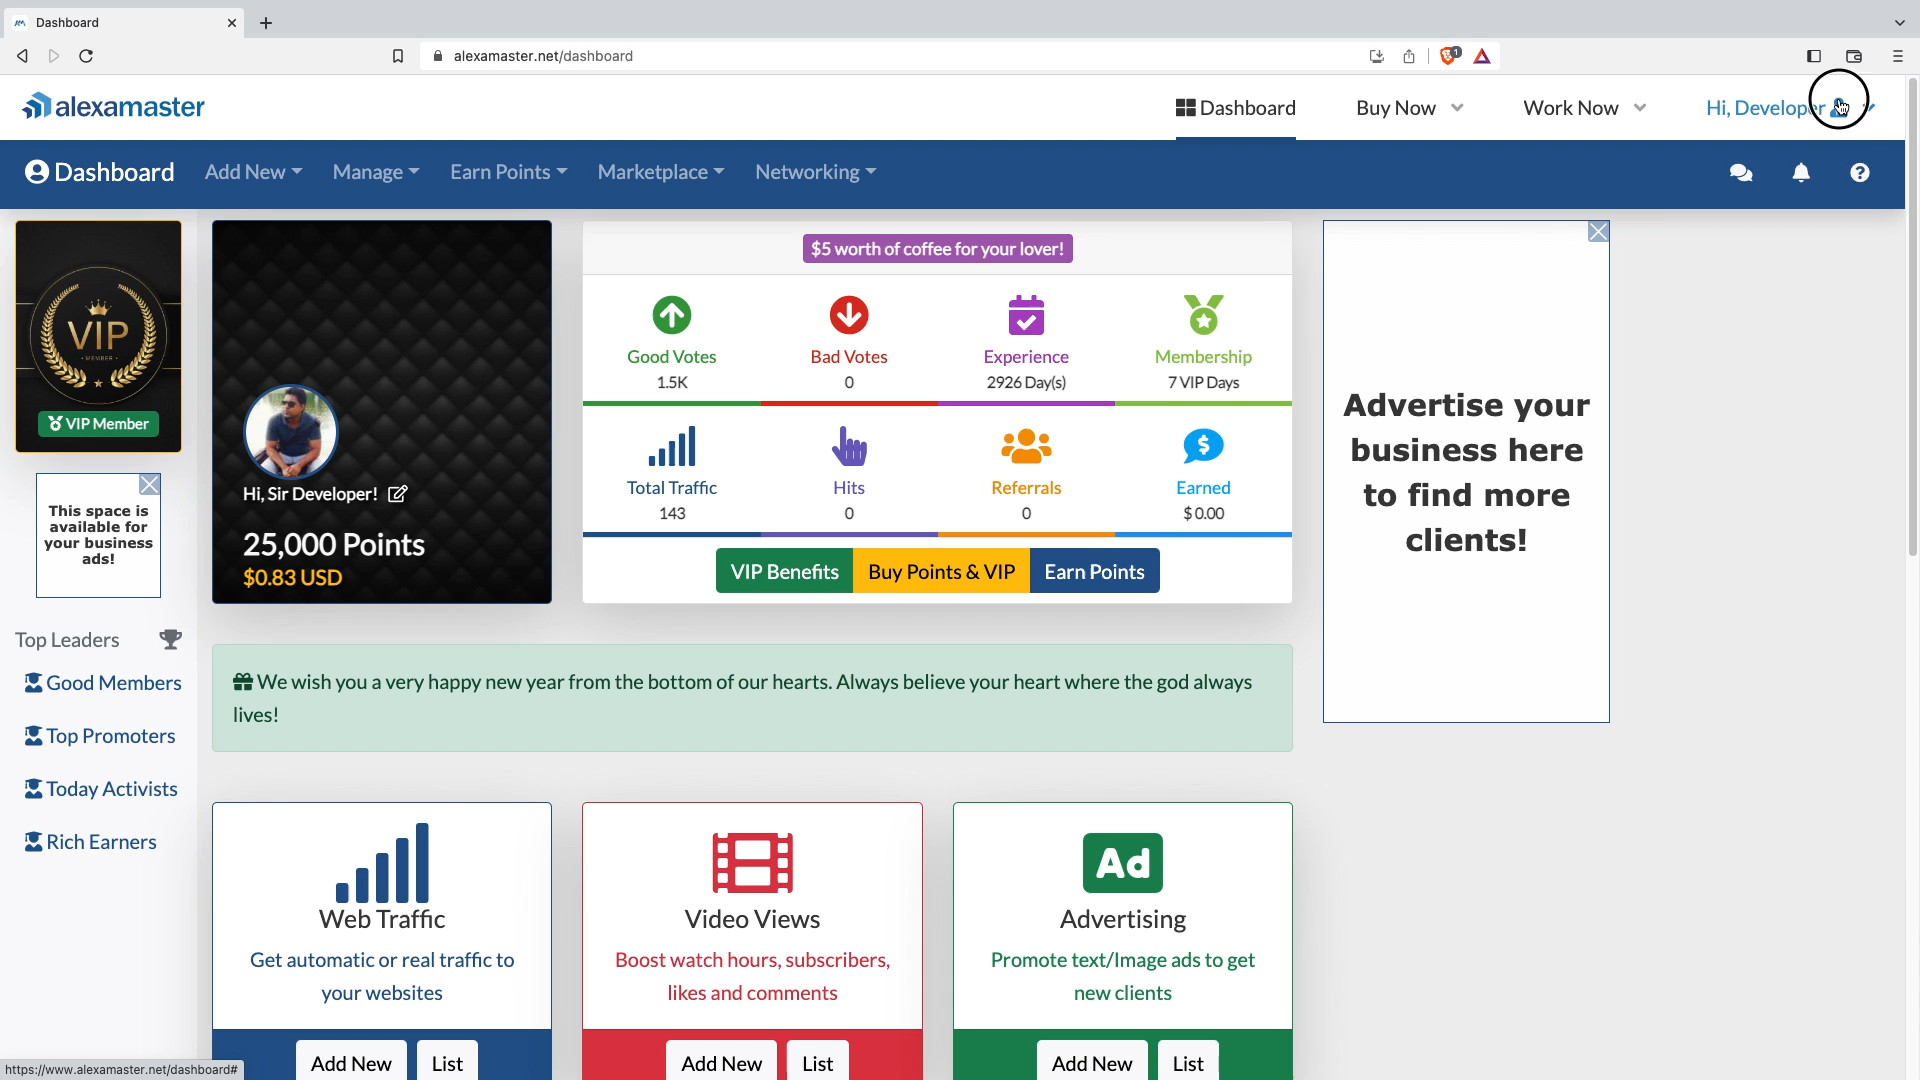 Dashboard
alexamaster.net/dashboard
1
alexamaster
Dashboard
Buy Now
Work Now
Hi, Developer
Dashboard
Add New
Manage
Earn Points
Marketplace
Networking
VIP
MEMBER
VIP Member
This space is
available for
your business
ads!
Top Leaders
Good Members
Top Promoters
Today Activists
Rich Earners
Hi, Sir Developer!
25,000 Points
$0.83 USD
$5 worth of coffee for your lover!
Good Votes
1.5K
Bad Votes
0
Experience
2926 Day(s)
Membership
7 VIP Days
Total Traffic
143
Hits
0
Referrals
0
Earned
$ 0.00
VIP Benefits
Buy Points & VIP
Earn Points
Advertise your
business here
to find more
clients!
We wish you a very happy new year from the bottom of our hearts. Always believe your heart where the god always
lives!
Web Traffic
Get automatic or real traffic to
your websites
Add New
List
Video Views
Boost watch hours, subscribers,
likes and comments
Add New
List
Ad
Advertising
Promote text/Image ads to get
new clients
Add New
List
https://www.alexamaster.net/dashboard#